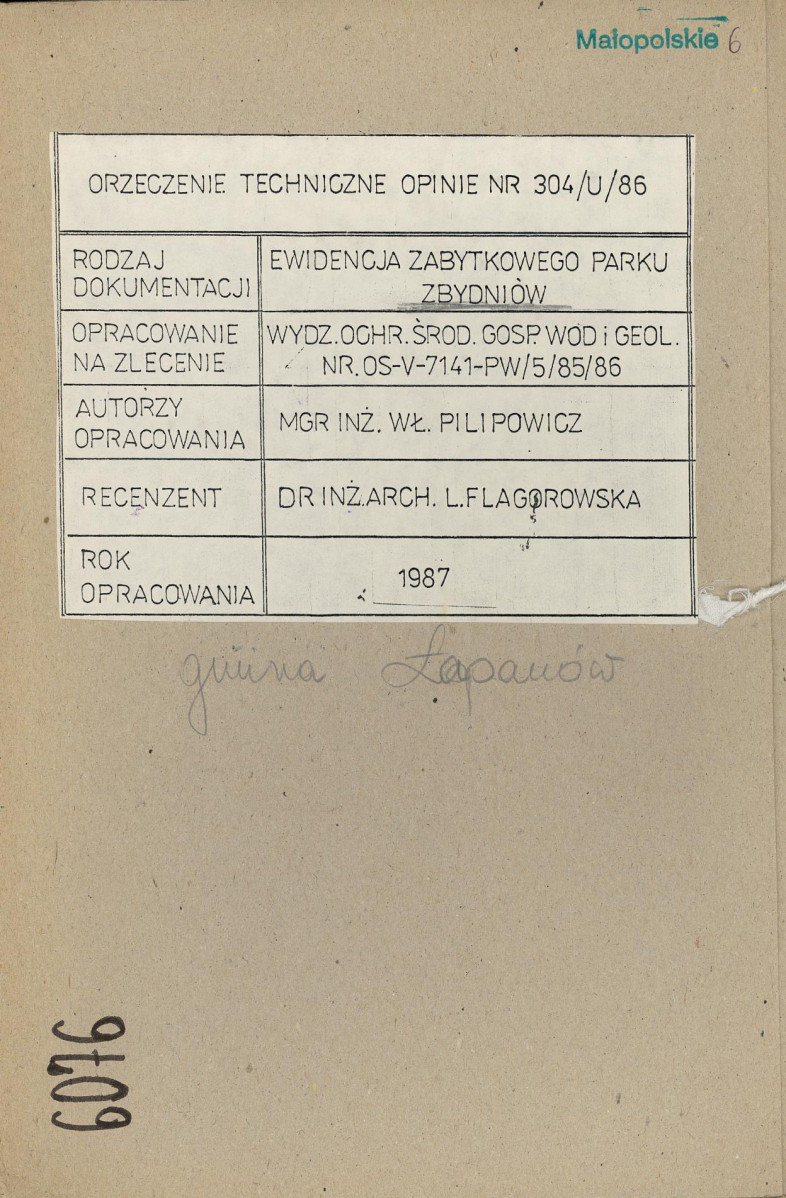 Małopolskie 6
ORZECZENIE TECHNICZNE OPINIE NR 304/U/86
RODZAJ
DOKUMENTACJI
EWIDENCJA ZABYTKOWEGO PARKU
ZBYDNIÓW
OPRACOWANIE
NA ZLECENIE
WYDZ. OCHR. ŚROD. GOSP. WÓD i GEOL.
NR. OS-V-7141-PW/5/85/86
AUTORZY
OPRACOWANIA
MGR INŻ. WŁ. PILIPOWICZ
RECENZENT
DR INŻ. ARCH. L. FLAGOROWSKA
ROK
OPRACOWANIA
1987
gmina Łapanów
6076